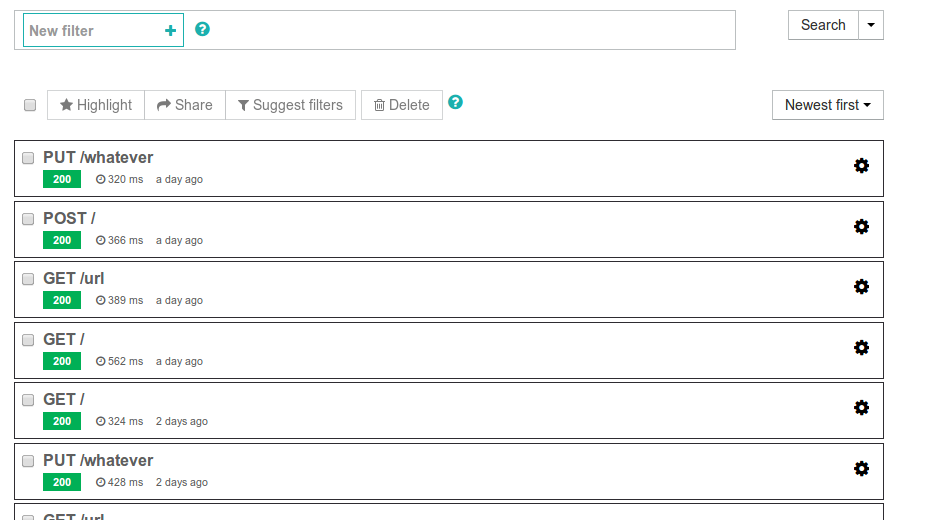 New filter + ?
Search
Highlight Share Suggest filters Delete ? Newest first
PUT /whatever
200 320 ms a day ago
POST /
200 366 ms a day ago
GET /url
200 389 ms a day ago
GET /
200 562 ms a day ago
GET /
200 324 ms 2 days ago
PUT /whatever
200 428 ms 2 days ago
GET /url